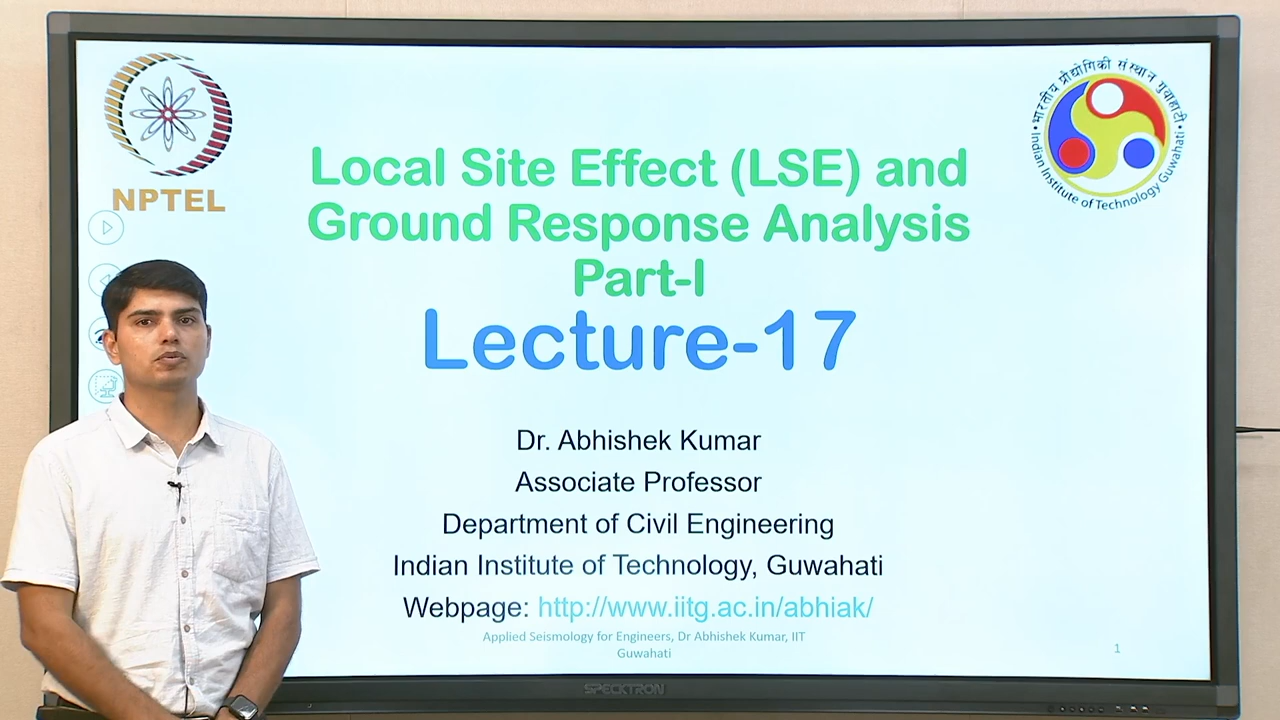 NPTEL
भारतीय प्रौद्योगिकी संस्थान गुवाहाटी
Indian Institute of Technology Guwahati
Local Site Effect (LSE) and
Ground Response Analysis
Part-I
Lecture-17
Dr. Abhishek Kumar
Associate Professor
Department of Civil Engineering
Indian Institute of Technology, Guwahati
Webpage: http://www.iitg.ac.in/abhiak/
Applied Seismology for Engineers, Dr Abhishek Kumar, IIT
Guwahati
1
SPECKTRON